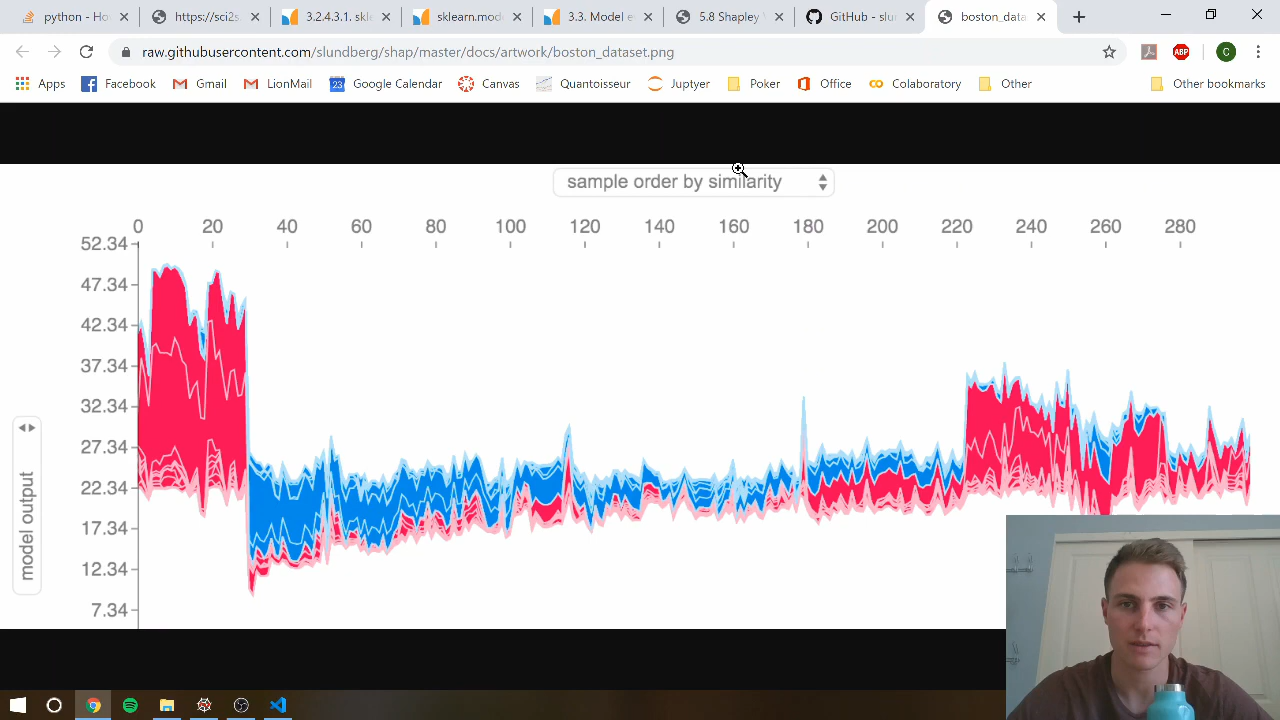 python - Ho
https://sci2s.
3.2.4.3.1. skle
sklearn.mod
3.3. Model e
5.8 Shapley V
GitHub - slu
boston_data
raw.githubusercontent.com/slundberg/shap/master/docs/artwork/boston_dataset.png
ABP
C
Apps
Facebook
Gmail
LionMail
23
Google Calendar
Canvas
Quantoisseur
Juptyer
Poker
Office
Colaboratory
Other
Other bookmarks
sample order by similarity
0 20 40 60 80 100 120 140 160 180 200 220 240 260 280
52.34
47.34
42.34
37.34
32.34
27.34
22.34
17.34
12.34
7.34
model output